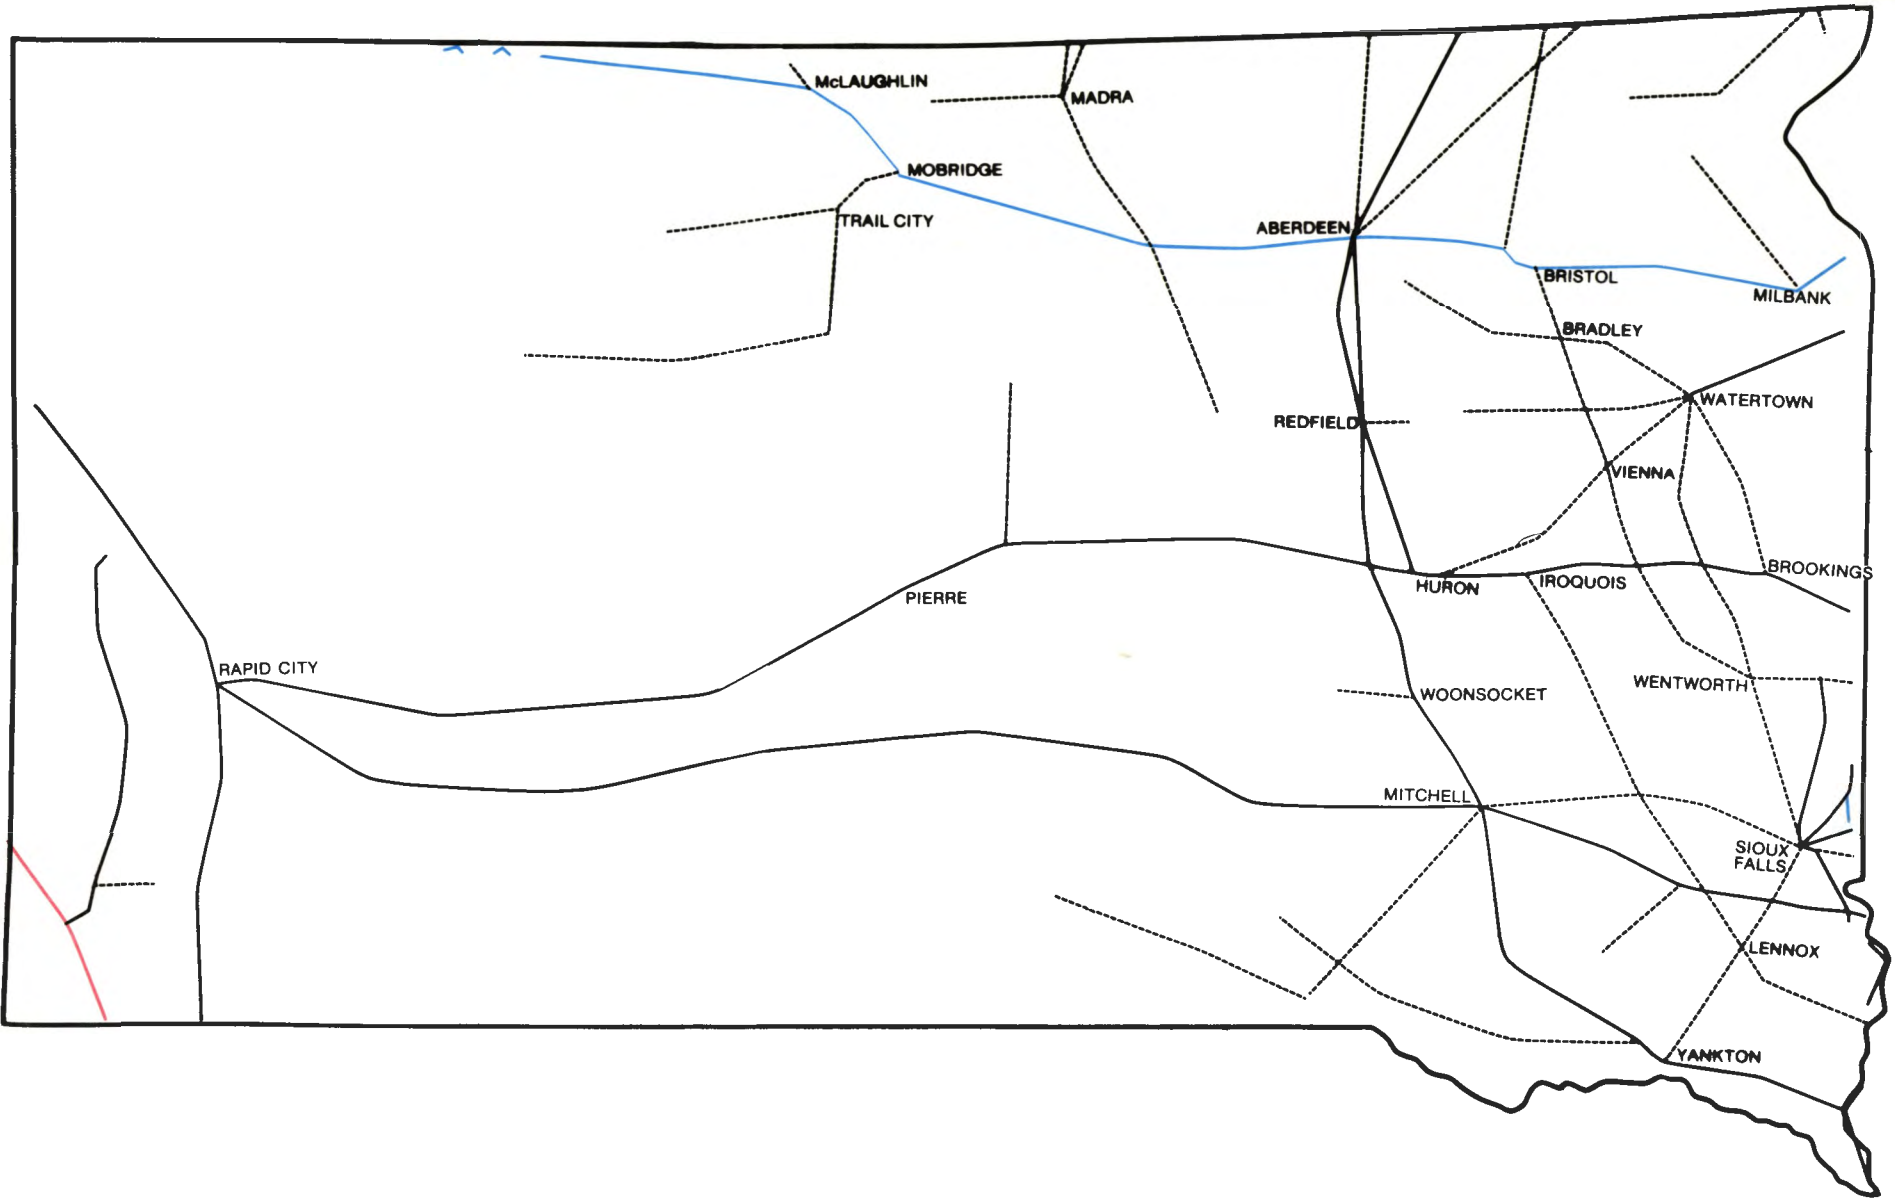 McLAUGHLIN
MADRA
MOBRIDGE
TRAIL CITY
ABERDEEN
BRISTOL
MILBANK
BRADLEY
WATERTOWN
REDFIELD
VIENNA
BROOKINGS
HURON
IROQUOIS
PIERRE
RAPID CITY
WENTWORTH
WOONSOCKET
MITCHELL
SIOUX
FALLS
LENNOX
YANKTON